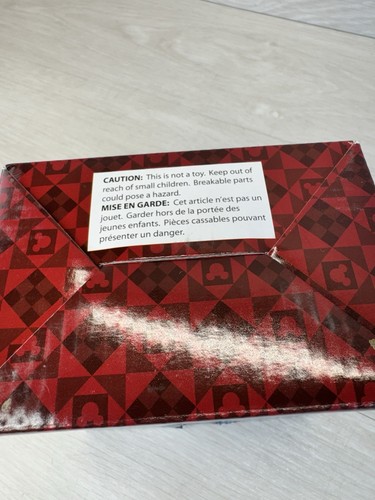 CAUTION: This is not a toy. Keep out of
reach of small children. Breakable parts
could pose a hazard.
MISE EN GARDE: Cet article n'est pas un
jouet. Garder hors de la portée des
jeunes enfants. Pièces cassables pouvant
présenter un danger.